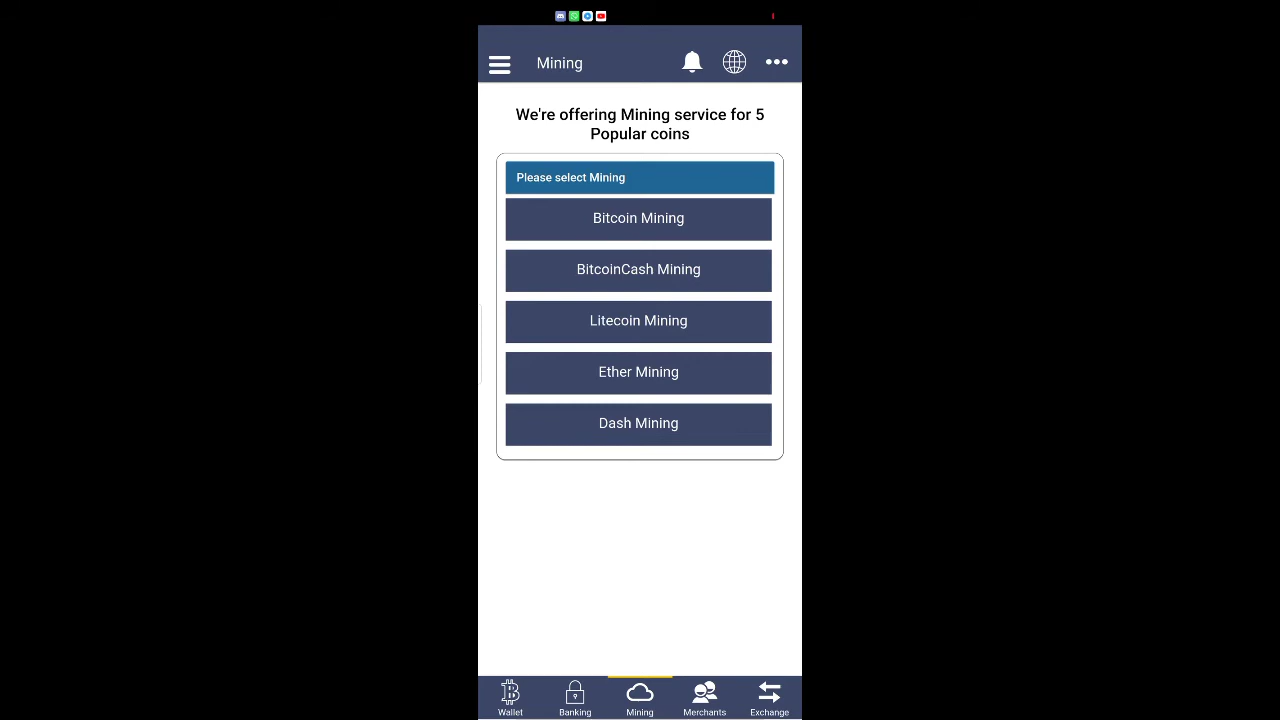 Mining
We're offering Mining service for 5
Popular coins
Please select Mining
Bitcoin Mining
BitcoinCash Mining
Litecoin Mining
Ether Mining
Dash Mining
Wallet
Banking
Mining
Merchants
Exchange